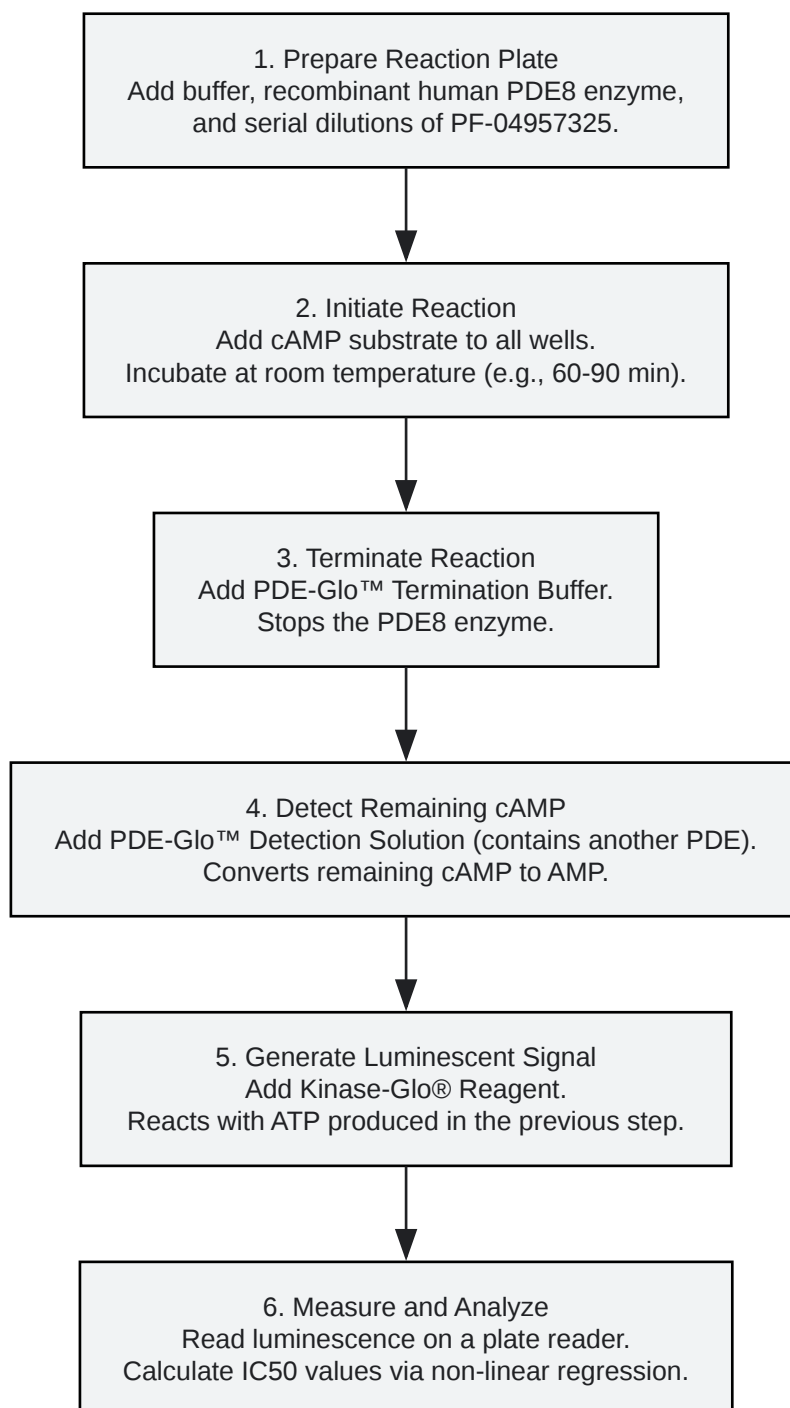 1. Prepare Reaction Plate
Add buffer, recombinant human PDE8 enzyme,
and serial dilutions of PF-04957325.
2. Initiate Reaction
Add cAMP substrate to all wells.
Incubate at room temperature (e.g., 60-90 min).
3. Terminate Reaction
Add PDE-Glo™ Termination Buffer.
Stops the PDE8 enzyme.
4. Detect Remaining cAMP
Add PDE-Glo™ Detection Solution (contains another PDE).
Converts remaining cAMP to AMP.
5. Generate Luminescent Signal
Add Kinase-Glo® Reagent.
Reacts with ATP produced in the previous step.
6. Measure and Analyze
Read luminescence on a plate reader.
Calculate IC50 values via non-linear regression.